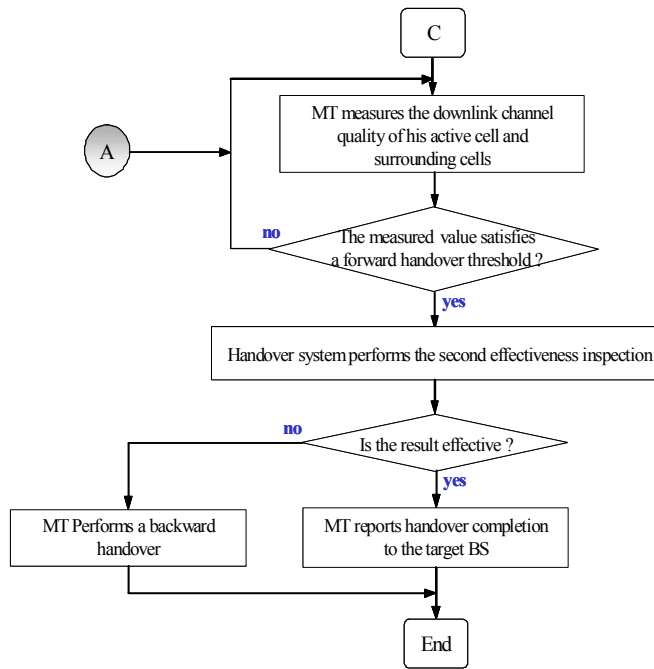 C
MT measures the downlink channel
quality of his active cell and
surrounding cells
A
no
The measured value satisfies
a forward handover threshold ?
yes
Handover system performs the second effectiveness inspection
no
Is the result effective ?
yes
MT Performs a backward
handover
MT reports handover completion
to the target BS
End